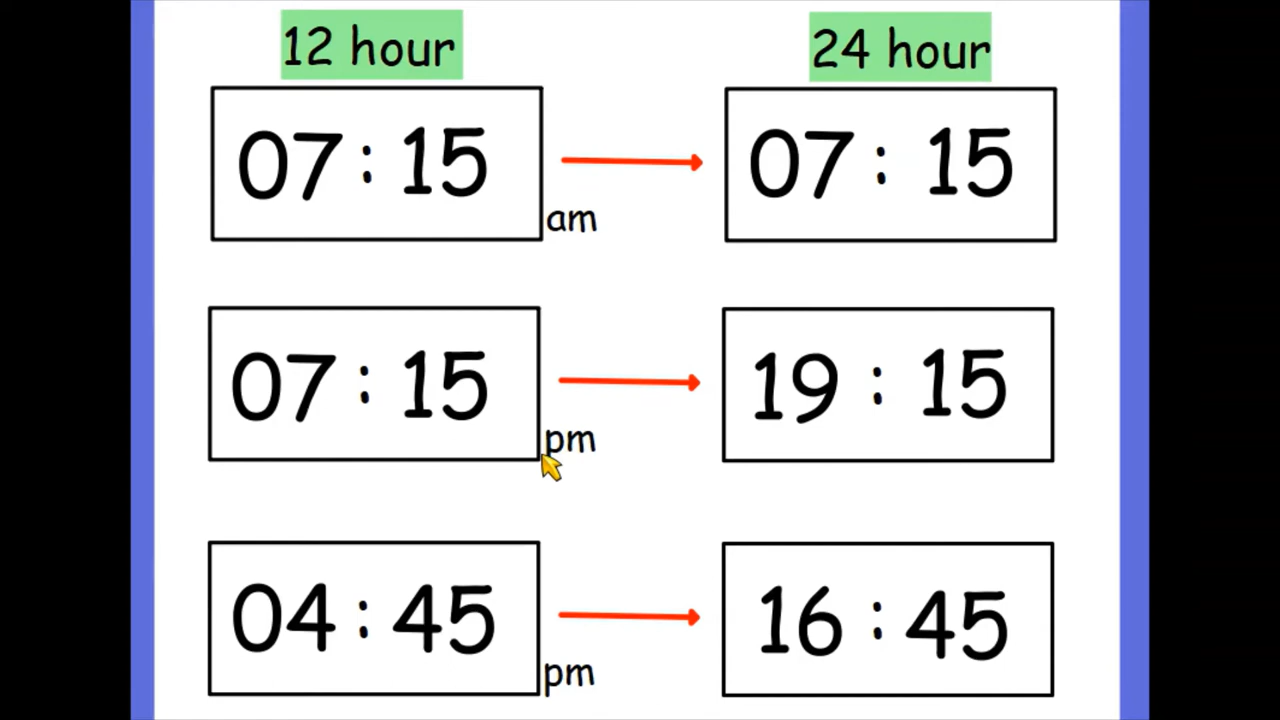 12 hour 24 hour
07 : 15 am 07 : 15
07 : 15 pm 19 : 15
04 : 45 pm 16 : 45